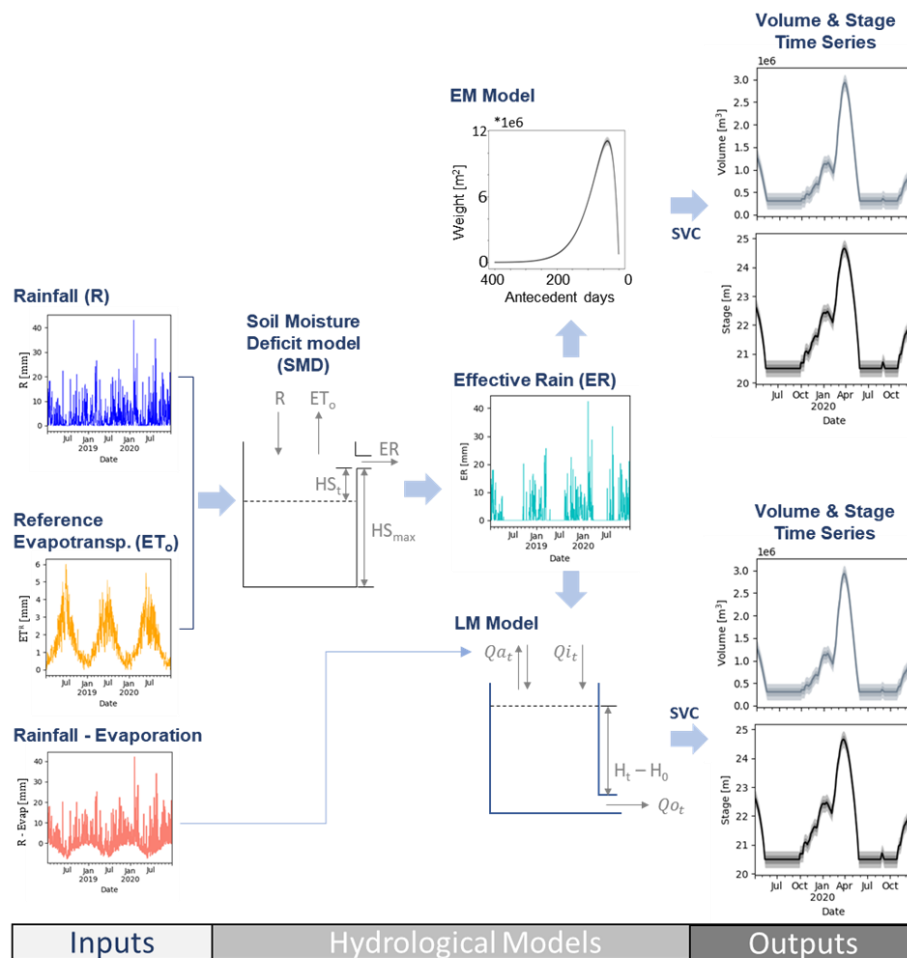 Volume & Stage
Time Series
1e6
Volume [m³]
3.0
2.5
2.0
1.5
1.0
0.5
0.0
Stage [m]
25
24
23
22
21
20
Jul Oct Jan Apr Jul Oct
2020
Date
EM Model
*1e6
Weight [m²]
12
6
0
400 200 0
Antecedent days
SVC
Rainfall (R)
R [mm]
40
30
20
10
0
Jul Jan Jul Jan Jul
2019 2020
Date
Soil Moisture
Deficit model
(SMD)
R ETₒ
ER
HSₜ
HSₘₐₓ
Effective Rain (ER)
ER [mm]
40
30
20
10
0
Jul Jan Jul Jan Jul
2019 2020
Date
Reference
Evapotransp. (ETₒ)
6
5
4
3
2
1
0
Jul Jan Jul Jan Jul
2019 2020
Date
Rainfall - Evaporation
R - Evap [mm]
40
30
20
10
0
Jul Jan Jul Jan Jul
2019 2020
Date
LM Model
Qaₜ Qiₜ
Hₜ – H₀
Qoₜ
SVC
Volume & Stage
Time Series
1e6
Volume [m³]
3.0
2.5
2.0
1.5
1.0
0.5
0.0
Stage [m]
25
24
23
22
21
20
Jul Oct Jan Apr Jul Oct
2020
Date
Inputs
Hydrological Models
Outputs